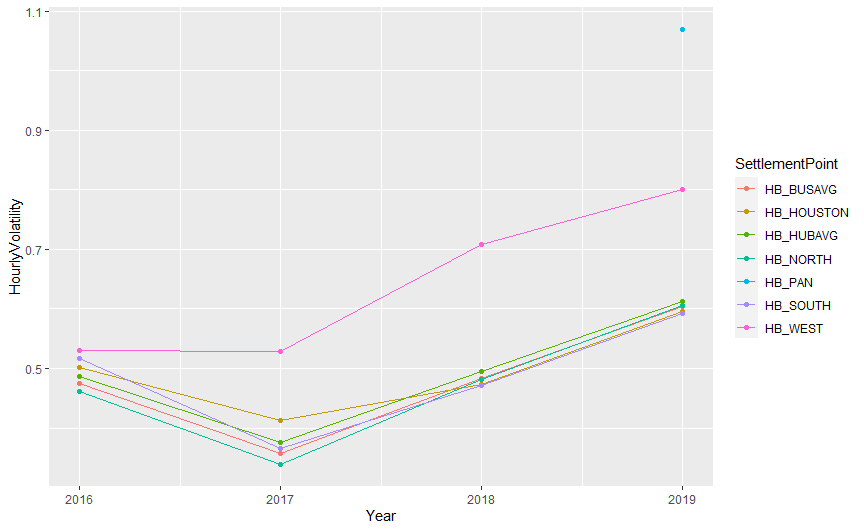 1.1
0.9
0.7
0.5
HourlyVolatility
2016 2017 2018 2019
Year
SettlementPoint
HB_BUSAVG
HB_HOUSTON
HB_HUBAVG
HB_NORTH
HB_PAN
HB_SOUTH
HB_WEST